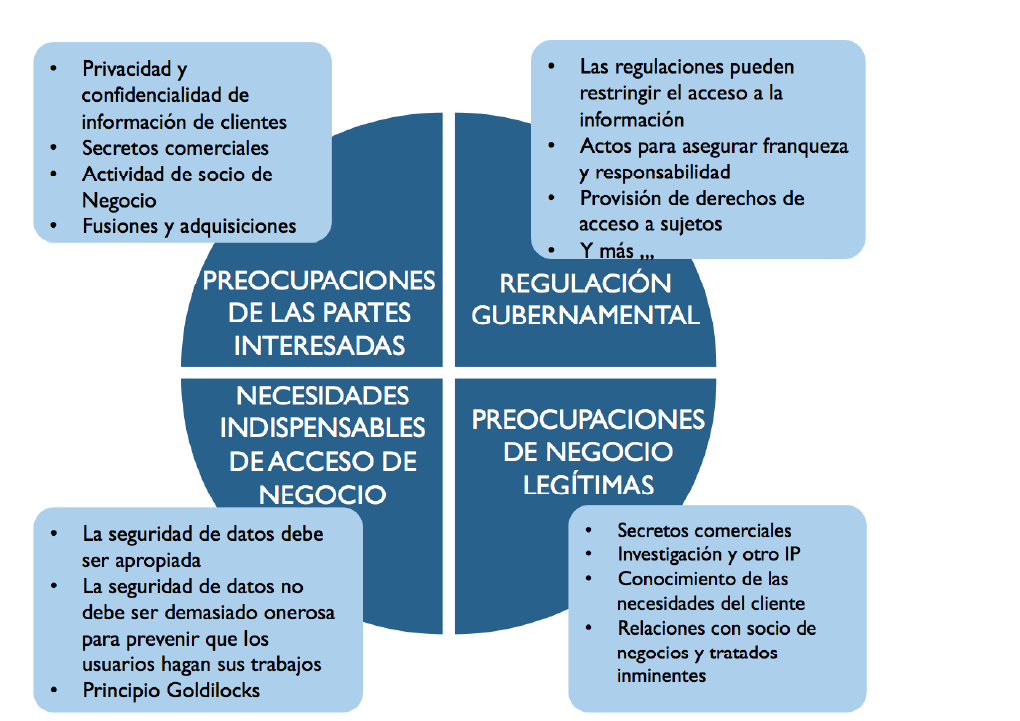 • Privacidad y
confidencialidad de
información de clientes
• Secretos comerciales
• Actividad de socio de
Negocio
• Fusiones y adquisiciones
• Las regulaciones pueden
restringir el acceso a la
información
• Actos para asegurar franqueza
y responsabilidad
• Provisión de derechos de
acceso a sujetos
• Y más ,,,
PREOCUPACIONES
DE LAS PARTES
INTERESADAS
REGULACIÓN
GUBERNAMENTAL
NECESIDADES
INDISPENSABLES
DE ACCESO DE
NEGOCIO
PREOCUPACIONES
DE NEGOCIO
LEGÍTIMAS
• La seguridad de datos debe
ser apropiada
• La seguridad de datos no
debe ser demasiado onerosa
para prevenir que los
usuarios hagan sus trabajos
• Principio Goldilocks
• Secretos comerciales
• Investigación y otro IP
• Conocimiento de las
necesidades del cliente
• Relaciones con socio de
negocios y tratados
inminentes